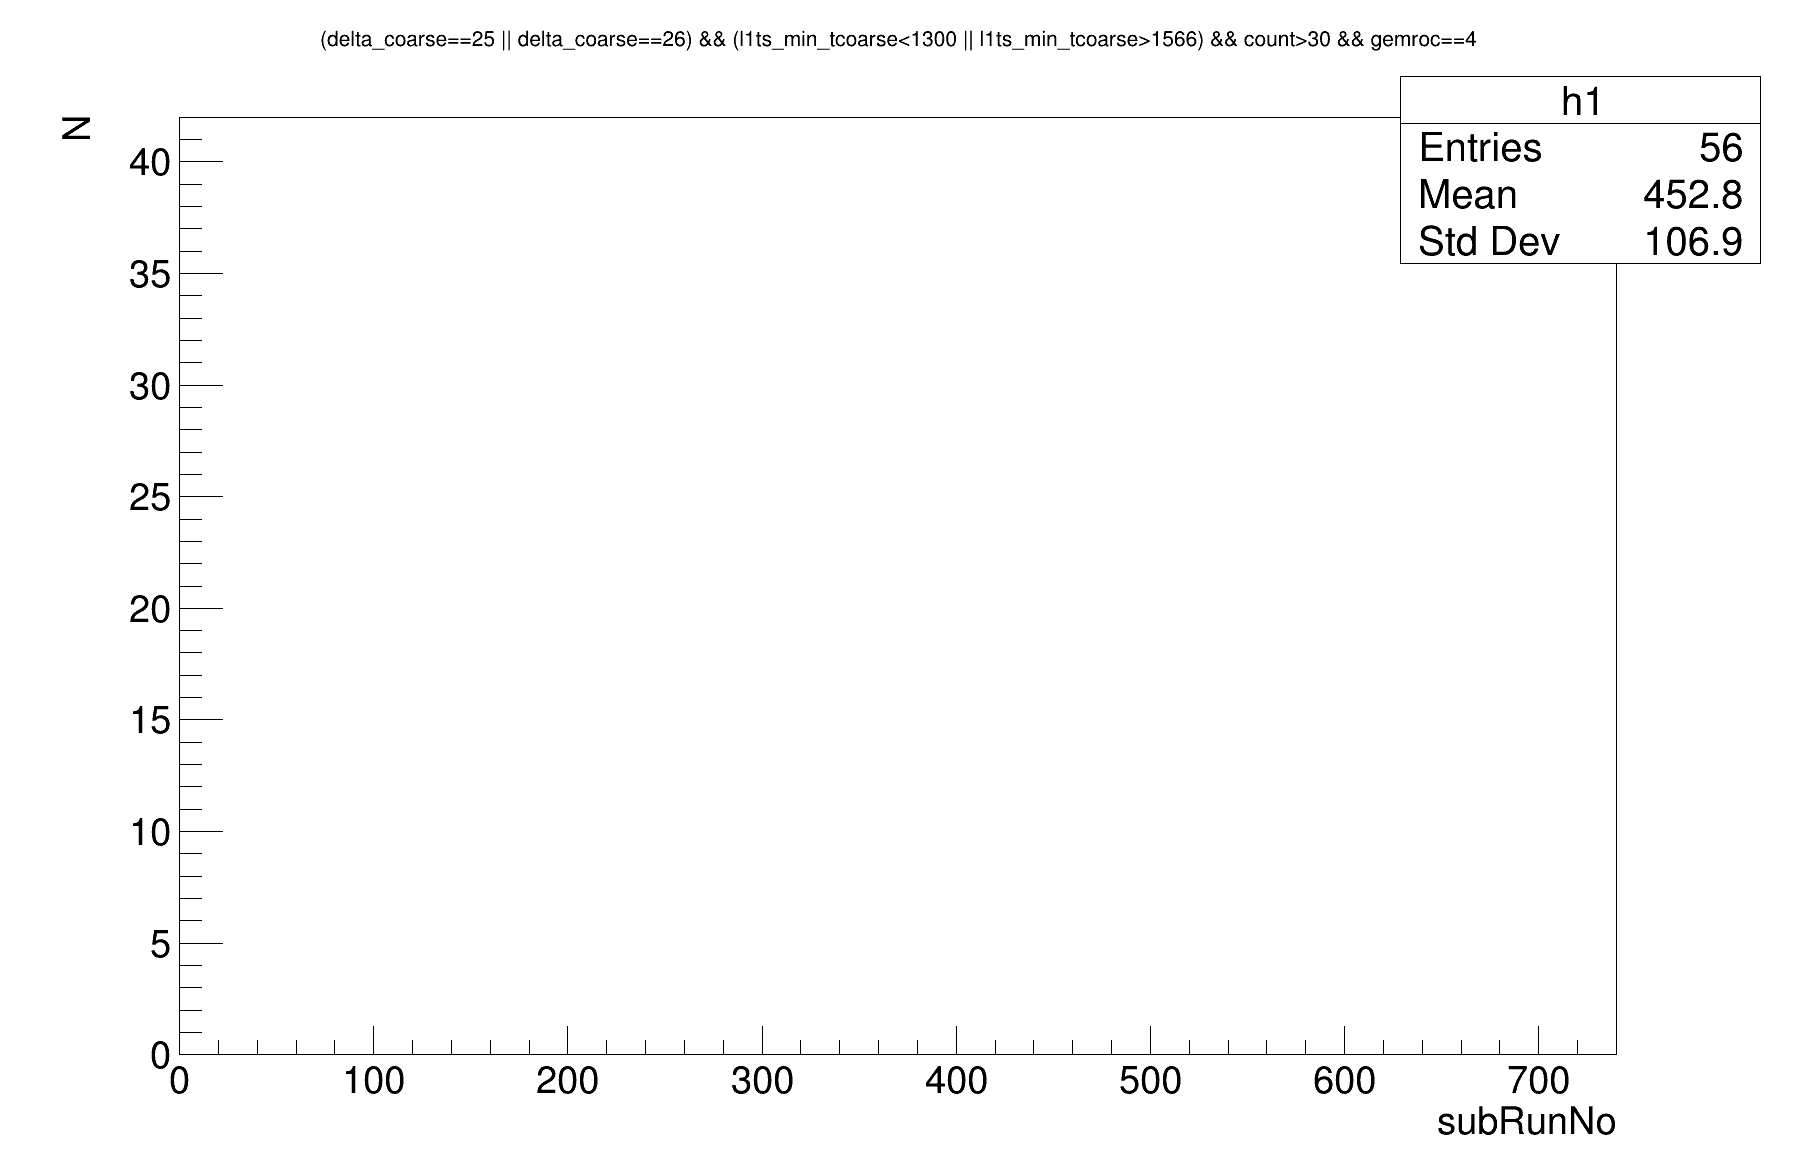 (delta_coarse==25 || delta_coarse==26) && (l1ts_min_tcoarse<1300 || l1ts_min_tcoarse>1566) && count>30 && gemroc==4
h1
Entries 56
Mean 452.8
Std Dev 106.9
N
40
35
30
25
20
15
10
5
0
0 100 200 300 400 500 600 700
subRunNo